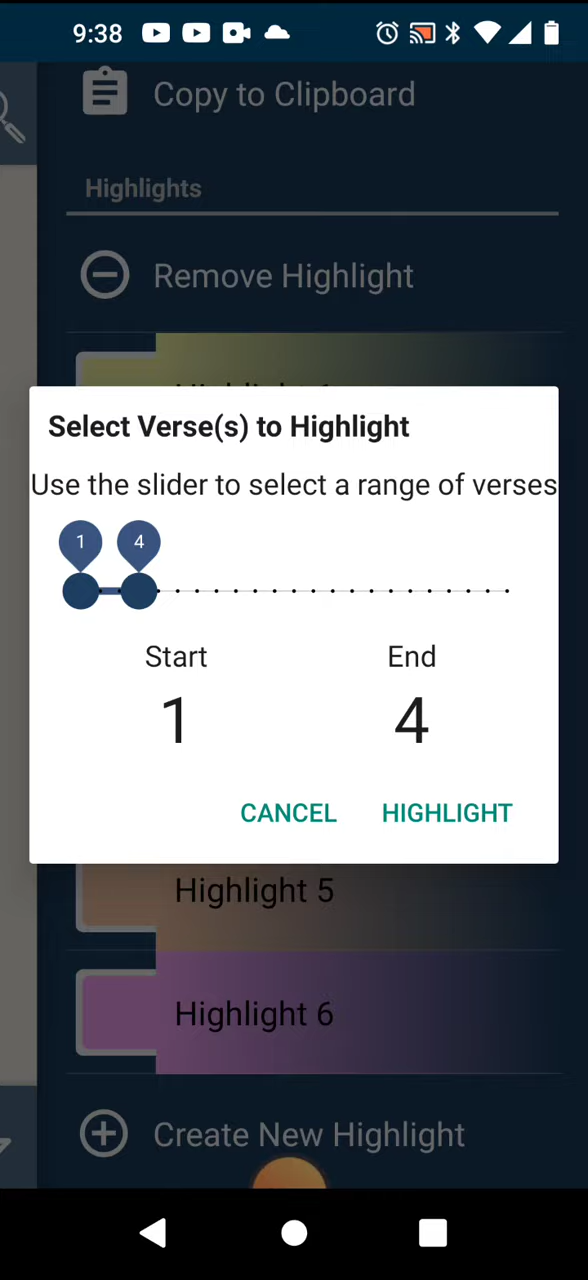 9:38
Copy to Clipboard
Highlights
Remove Highlight
Select Verse(s) to Highlight
Use the slider to select a range of verses
1 4
Start End
1 4
CANCEL HIGHLIGHT
Highlight 5
Highlight 6
Create New Highlight